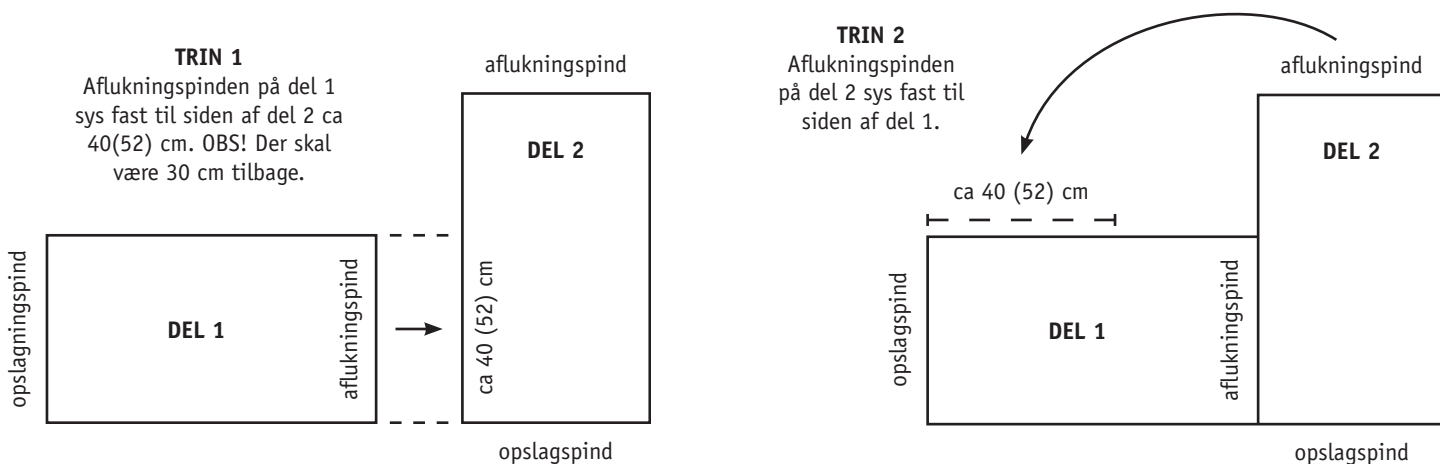 TRIN 1
Aflukningspinden på del 1
sys fast til siden af del 2 ca
40(52) cm. OBS! Der skal
være 30 cm tilbage.
aflukningspind
DEL 2
opslagningspind
DEL 1
aflukningspind
ca 40 (52) cm
opslagspind
TRIN 2
Aflukningspinden
på del 2 sys fast til
siden af del 1.
aflukningspind
DEL 2
ca 40 (52) cm
opslagspind
DEL 1
aflukningspind
opslagspind